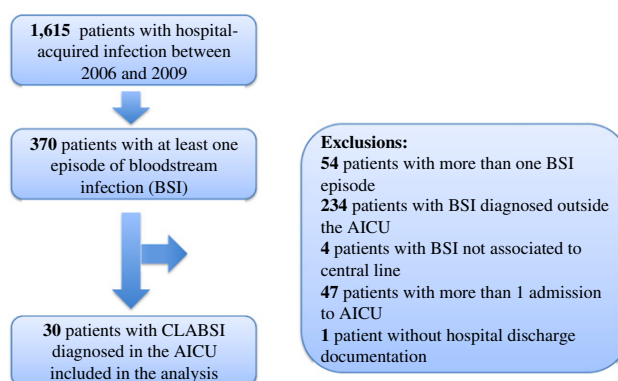 1,615 patients with hospital-
acquired infection between
2006 and 2009
370 patients with at least one
episode of bloodstream
infection (BSI)
30 patients with CLABSI
diagnosed in the AICU
included in the analysis
Exclusions:
54 patients with more than one BSI
episode
234 patients with BSI diagnosed outside
the AICU
4 patients with BSI not associated to
central line
47 patients with more than 1 admission
to AICU
1 patient without hospital discharge
documentation